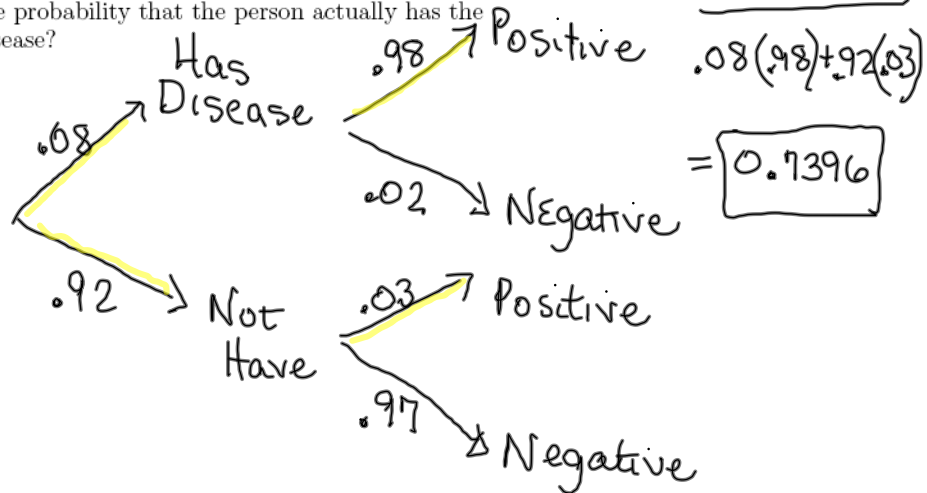 e probability that the person actually has the
sease?
Has
Disease
.08
.98
Positive
.02
NEgative
.92
Not
Have
.03
Positive
.97
Negative
.08(.98)+.92(.03)
= 0.7396